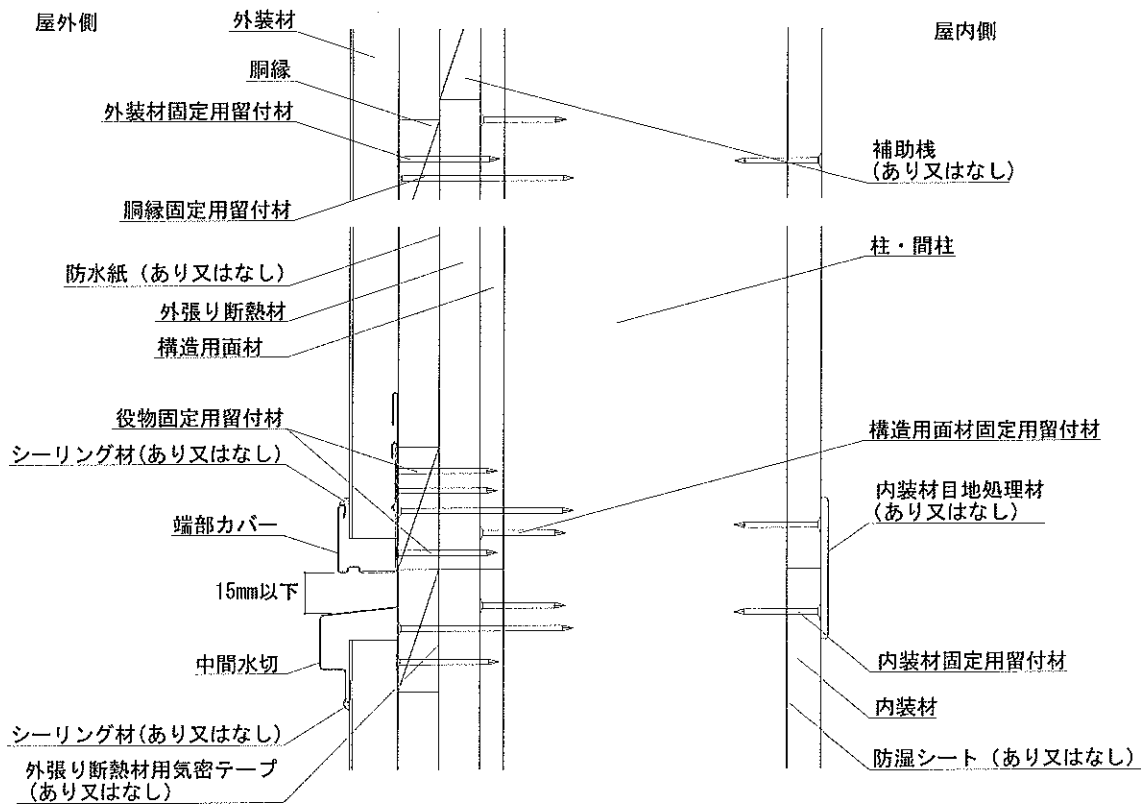 屋外側
外装材
胴縁
外装材固定用留付材
胴縁固定用留付材
防水紙（あり又はなし）
外張り断熱材
構造用面材
役物固定用留付材
シーリング材(あり又はなし)
端部カバー
15mm以下
中間水切
シーリング材(あり又はなし)
外張り断熱材用気密テープ
(あり又はなし)
屋内側
補助桟
(あり又はなし)
柱・間柱
構造用面材固定用留付材
内装材目地処理材
(あり又はなし)
内装材固定用留付材
内装材
防湿シート（あり又はなし）